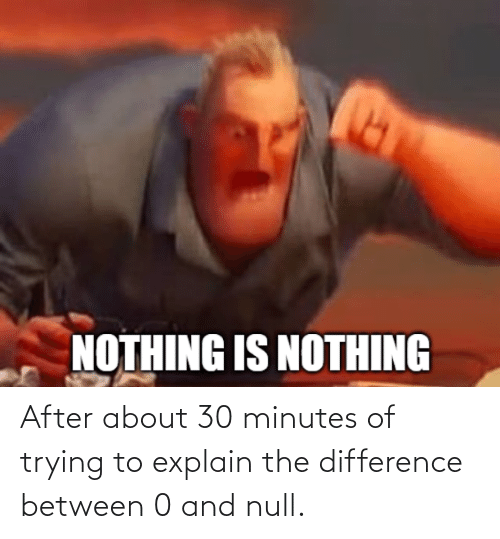 NOTHING IS NOTHING
After about 30 minutes of
trying to explain the difference
between 0 and null.